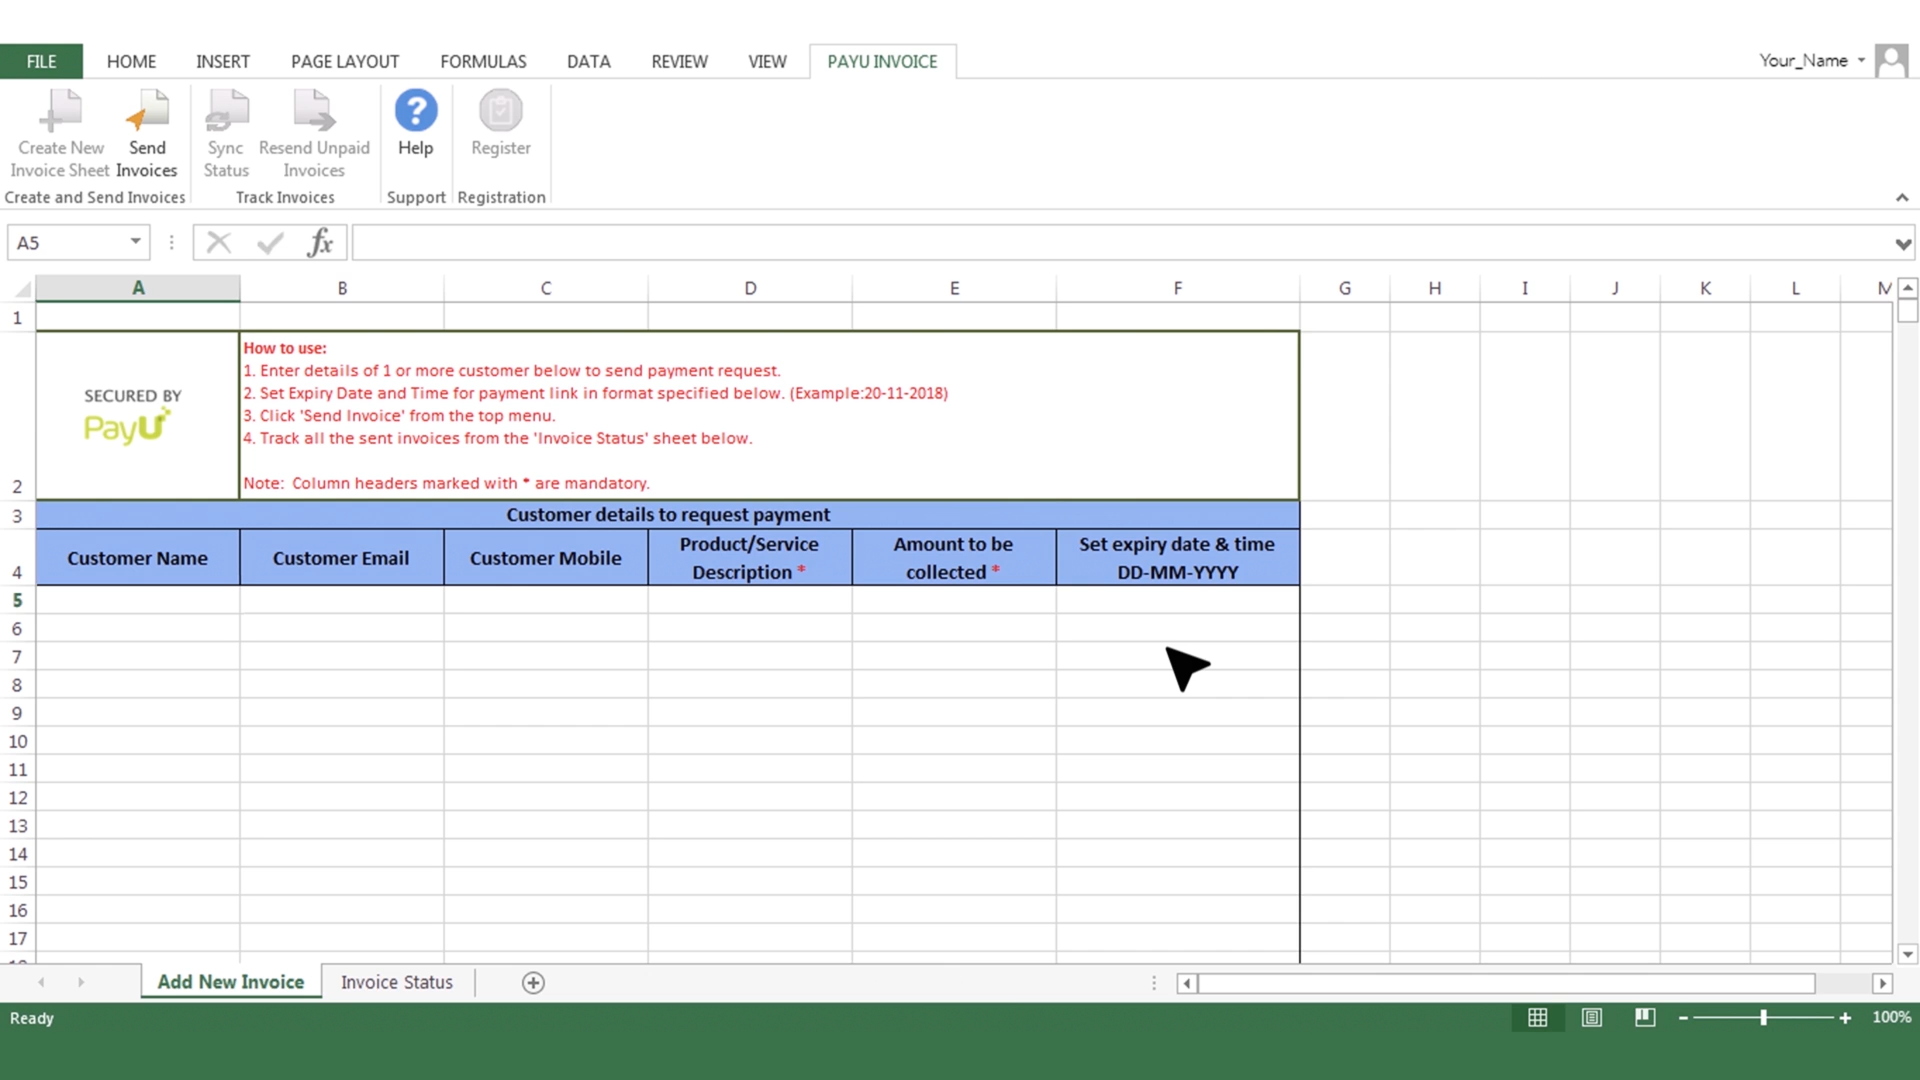 FILE HOME INSERT PAGE LAYOUT FORMULAS DATA REVIEW VIEW PAYU INVOICE Your_Name
Create New Invoice Sheet
Send Invoices
Sync Status
Resend Unpaid Invoices
Help
Register
Create and Send Invoices Track Invoices Support Registration
A5 fx
A B C D E F G H I J K L M
1
SECURED BY
PayU
How to use:
1. Enter details of 1 or more customer below to send payment request.
2. Set Expiry Date and Time for payment link in format specified below. (Example:20-11-2018)
3. Click 'Send Invoice' from the top menu.
4. Track all the sent invoices from the 'Invoice Status' sheet below.
Note: Column headers marked with * are mandatory.
2
3 Customer details to request payment
Customer Name
Customer Email
Customer Mobile
Product/Service
Description *
Amount to be
collected *
Set expiry date & time
DD-MM-YYYY
4
5
6
7
8
9
10
11
12
13
14
15
16
17
Add New Invoice Invoice Status
Ready 100%